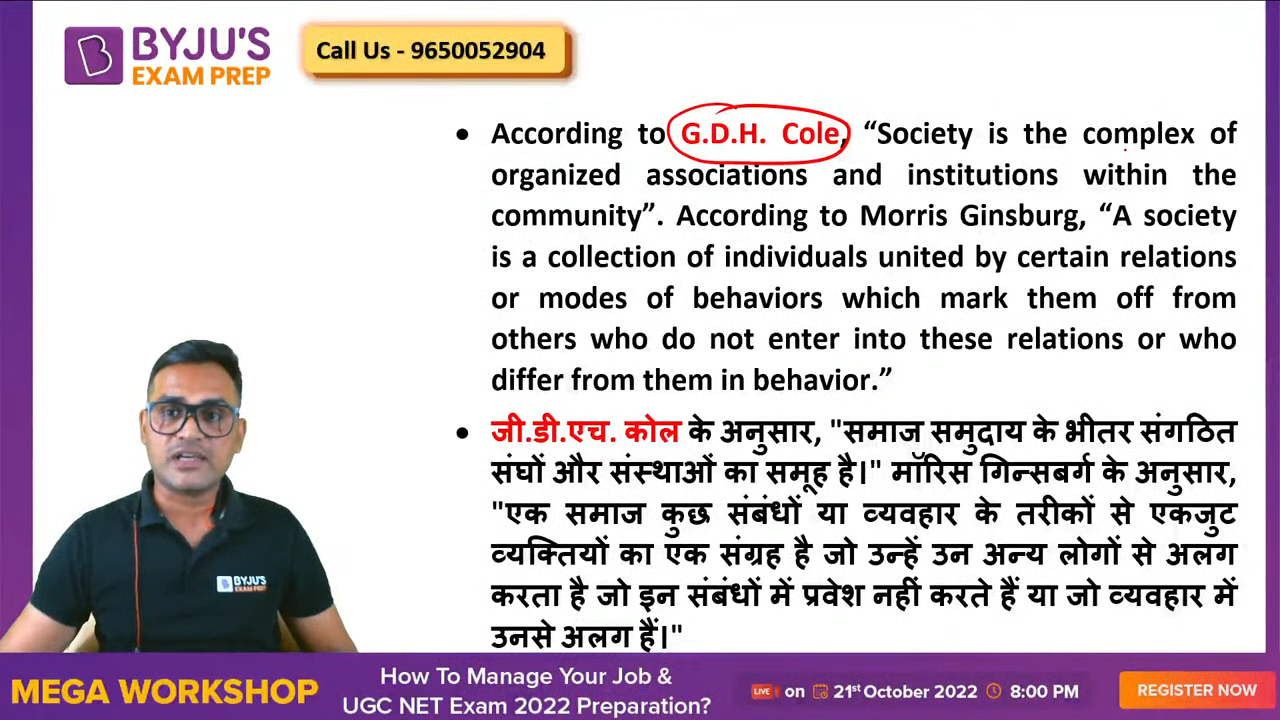 BYJU'S
EXAM PREP
Call Us - 9650052904
• According to G.D.H. Cole, “Society is the complex of
organized associations and institutions within the
community”. According to Morris Ginsburg, “A society
is a collection of individuals united by certain relations
or modes of behaviors which mark them off from
others who do not enter into these relations or who
differ from them in behavior.”
• जी.डी.एच. कोल के अनुसार, "समाज समुदाय के भीतर संगठित
संघों और संस्थाओं का समूह है।" मॉरिस गिन्सबर्ग के अनुसार,
"एक समाज कुछ संबंधों या व्यवहार के तरीकों से एकजुट
व्यक्तियों का एक संग्रह है जो उन्हें उन अन्य लोगों से अलग
करता है जो इन संबंधों में प्रवेश नहीं करते हैं या जो व्यवहार में
उनसे अलग हैं।"
BYJU'S
EXAM PREP
MEGA WORKSHOP
How To Manage Your Job &
UGC NET Exam 2022 Preparation?
LIVE on 21st October 2022 8:00 PM
REGISTER NOW